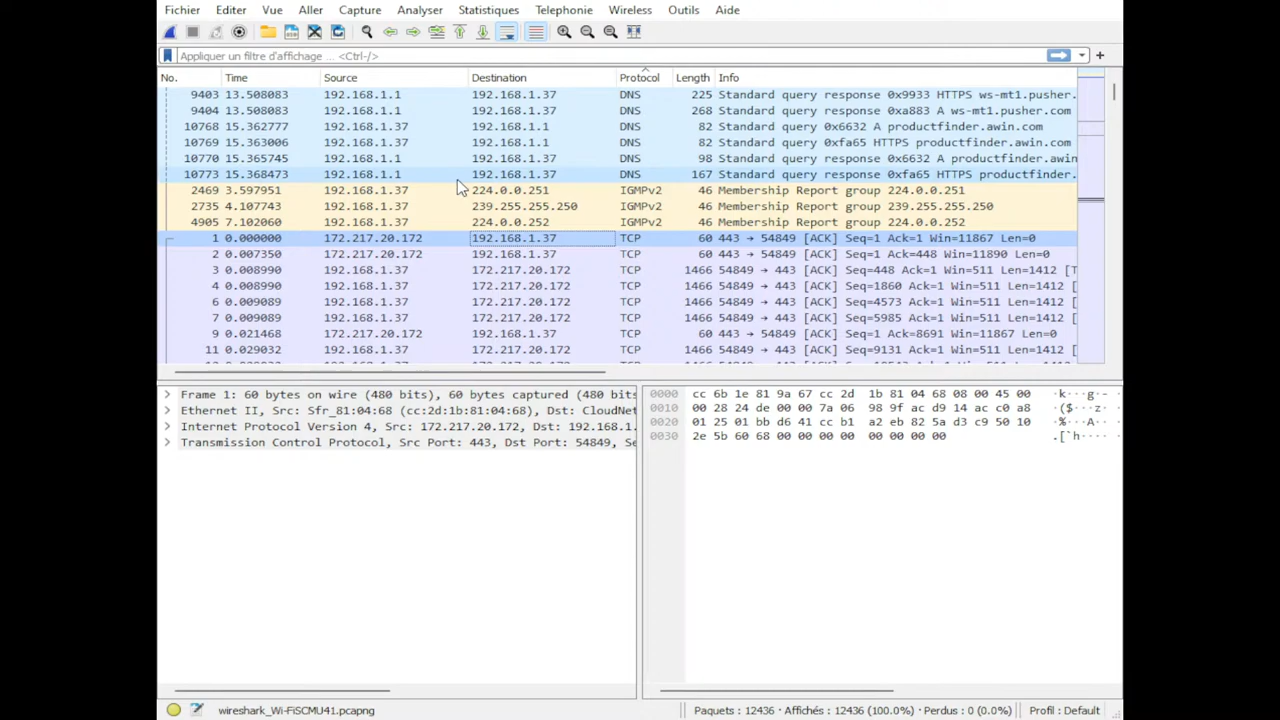 Fichier Editer Vue Aller Capture Analyser Statistiques Telephonie Wireless Outils Aide
Appliquer un filtre d'affichage ... <Ctrl-/>
No. Time Source Destination Protocol Length Info
9403 13.508083 192.168.1.1 192.168.1.37 DNS 225 Standard query response 0x9933 HTTPS ws-mt1.pusher.
9404 13.508083 192.168.1.1 192.168.1.37 DNS 268 Standard query response 0xa883 A ws-mt1.pusher.com
10768 15.362777 192.168.1.37 192.168.1.1 DNS 82 Standard query 0x6632 A productfinder.awin.com
10769 15.363006 192.168.1.37 192.168.1.1 DNS 82 Standard query 0xfa65 HTTPS productfinder.awin.com
10770 15.365745 192.168.1.1 192.168.1.37 DNS 98 Standard query response 0x6632 A productfinder.awin
10773 15.368473 192.168.1.1 192.168.1.37 DNS 167 Standard query response 0xfa65 HTTPS productfinder.
2469 3.597951 192.168.1.37 224.0.0.251 IGMPv2 46 Membership Report group 224.0.0.251
2735 4.107743 192.168.1.37 239.255.255.250 IGMPv2 46 Membership Report group 239.255.255.250
4905 7.102060 192.168.1.37 224.0.0.252 IGMPv2 46 Membership Report group 224.0.0.252
1 0.000000 172.217.20.172 192.168.1.37 TCP 60 443 → 54849 [ACK] Seq=1 Ack=1 Win=11867 Len=0
2 0.007350 172.217.20.172 192.168.1.37 TCP 60 443 → 54849 [ACK] Seq=1 Ack=448 Win=11890 Len=0
3 0.008990 192.168.1.37 172.217.20.172 TCP 1466 54849 → 443 [ACK] Seq=448 Ack=1 Win=511 Len=1412 [T
4 0.008990 192.168.1.37 172.217.20.172 TCP 1466 54849 → 443 [ACK] Seq=1860 Ack=1 Win=511 Len=1412 [
6 0.009089 192.168.1.37 172.217.20.172 TCP 1466 54849 → 443 [ACK] Seq=4573 Ack=1 Win=511 Len=1412 [
7 0.009089 192.168.1.37 172.217.20.172 TCP 1466 54849 → 443 [ACK] Seq=5985 Ack=1 Win=511 Len=1412 [
9 0.021468 172.217.20.172 192.168.1.37 TCP 60 443 → 54849 [ACK] Seq=1 Ack=8691 Win=11867 Len=0
11 0.029032 192.168.1.37 172.217.20.172 TCP 1466 54849 → 443 [ACK] Seq=9131 Ack=1 Win=511 Len=1412 [
Frame 1: 60 bytes on wire (480 bits), 60 bytes captured (480 bits
Ethernet II, Src: Sfr_81:04:68 (cc:2d:1b:81:04:68), Dst: CloudNet
Internet Protocol Version 4, Src: 172.217.20.172, Dst: 192.168.1.
Transmission Control Protocol, Src Port: 443, Dst Port: 54849, Se
0000 cc 6b 1e 81 9a 67 cc 2d 1b 81 04 68 08 00 45 00 ·k···g·-
0010 00 28 24 de 00 00 7a 06 98 9f ac d9 14 ac c0 a8 ·($···z·
0020 01 25 01 bb d6 41 cc b1 a2 eb 82 5a d3 c9 50 10 ·%···A··
0030 2e 5b 60 68 00 00 00 00 00 00 00 00 .[`h···· ····
wireshark_Wi-FiSCMU41.pcapng Paquets : 12436 · Affichés : 12436 (100.0%) · Perdus : 0 (0.0%) Profil : Default